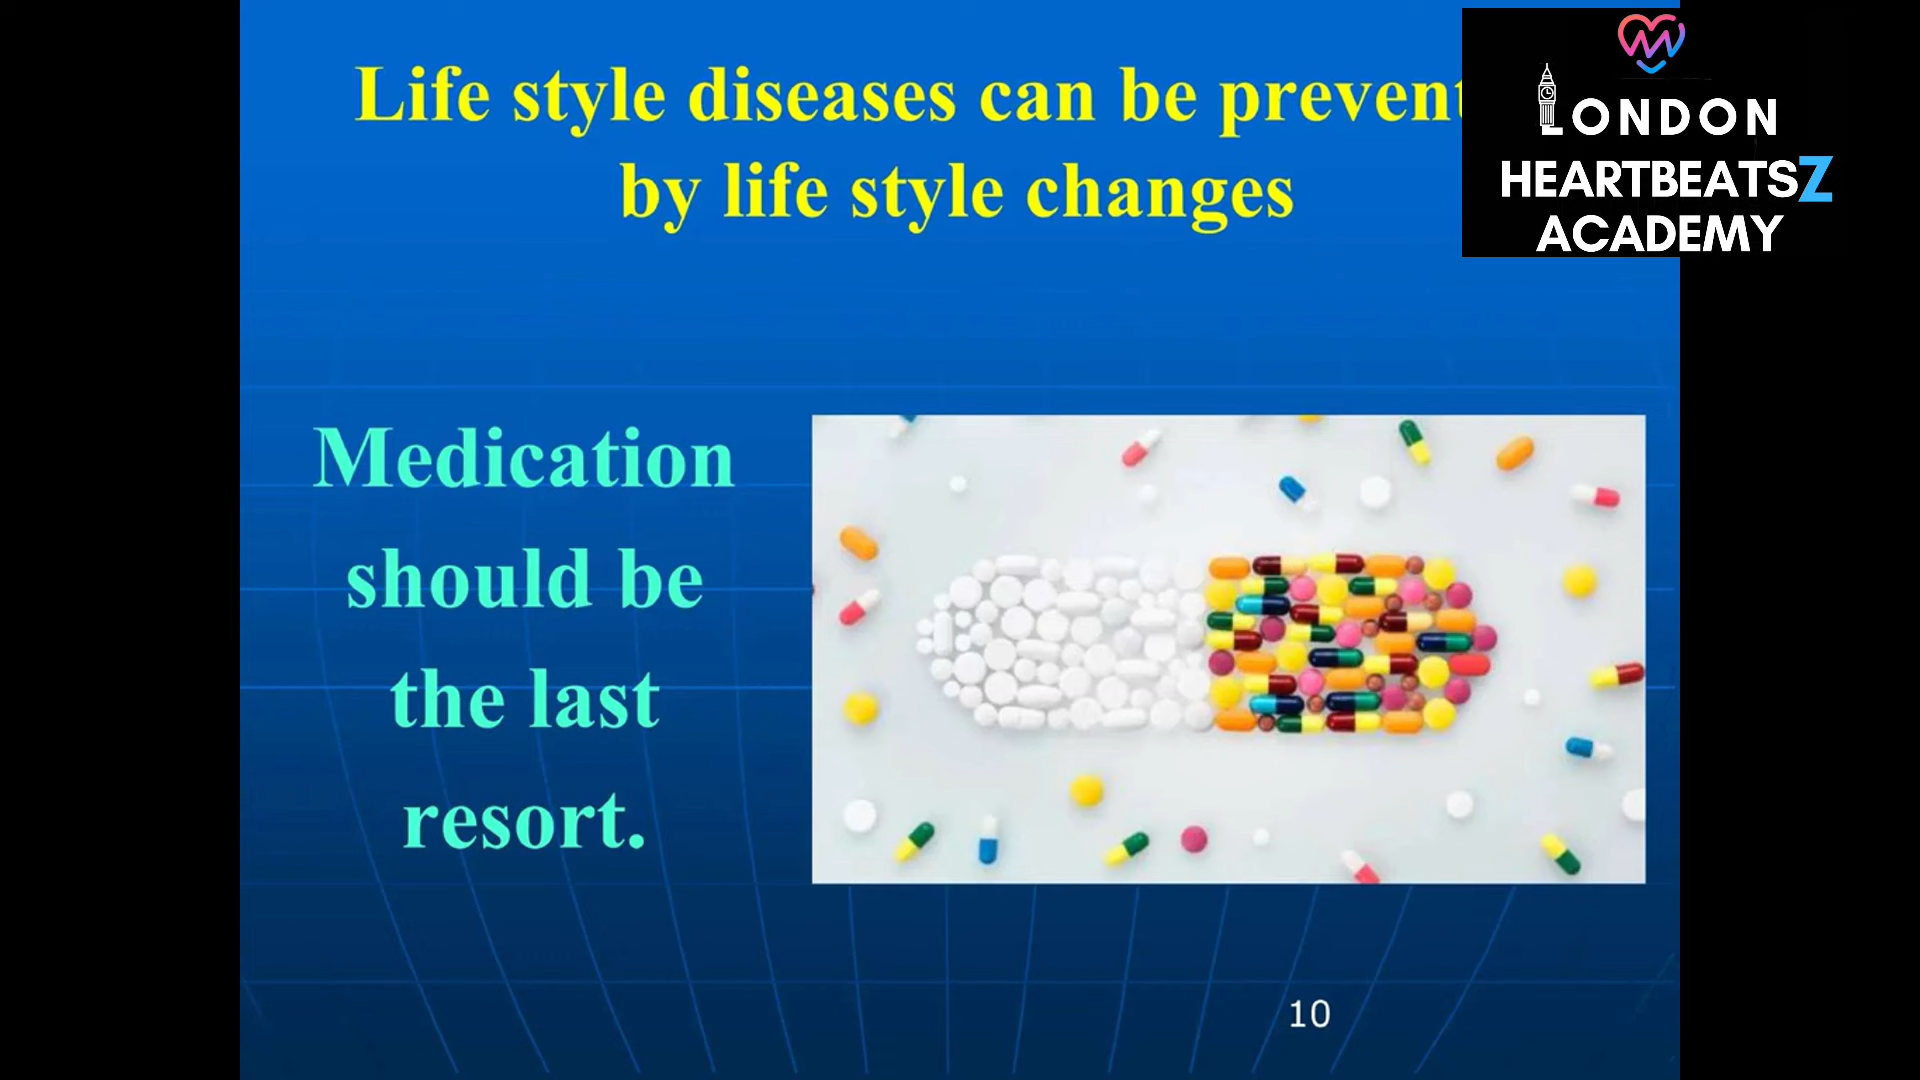 Life style diseases can be prevent
by life style changes
LONDON
HEARTBEATSZ
ACADEMY
Medication
should be
the last
resort.
10